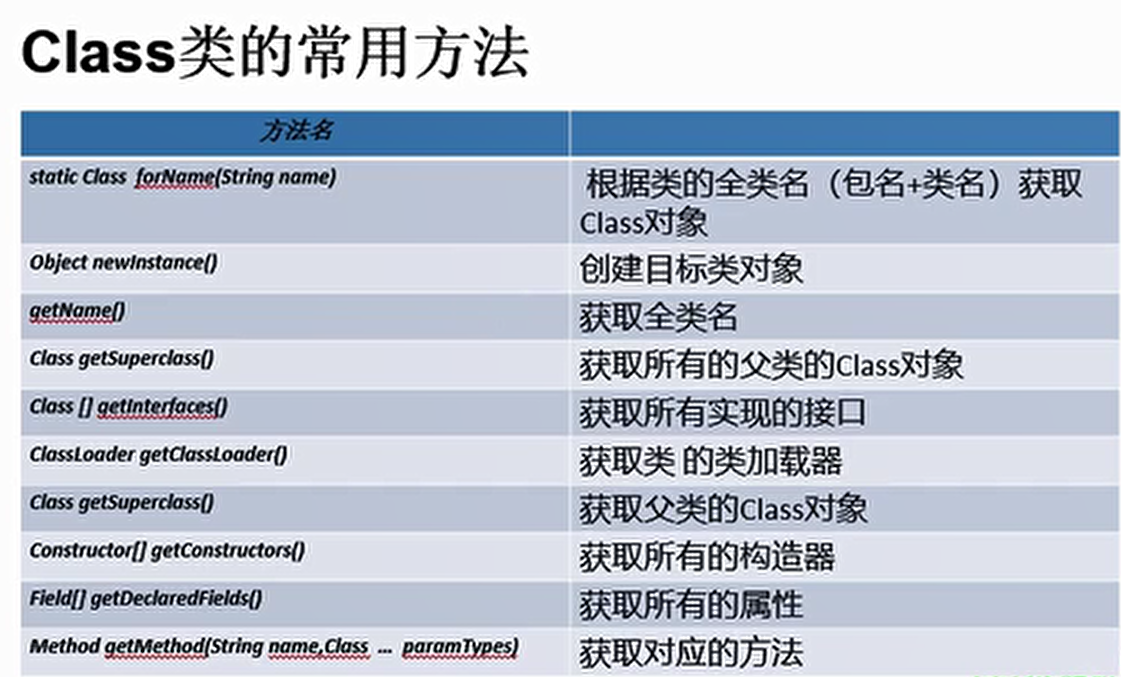 Class类的常用方法
方法名
static Class forName(String name)
根据类的全类名（包名+类名）获取
Class对象
Object newInstance()
创建目标类对象
getName()
获取全类名
Class getSuperclass()
获取所有的父类的Class对象
Class [] getInterfaces()
获取所有实现的接口
ClassLoader getClassLoader()
获取类 的类加载器
Class getSuperclass()
获取父类的Class对象
Constructor[] getConstructors()
获取所有的构造器
Field[] getDeclaredFields()
获取所有的属性
Method getMethod(String name,Class … paramTypes)
获取对应的方法